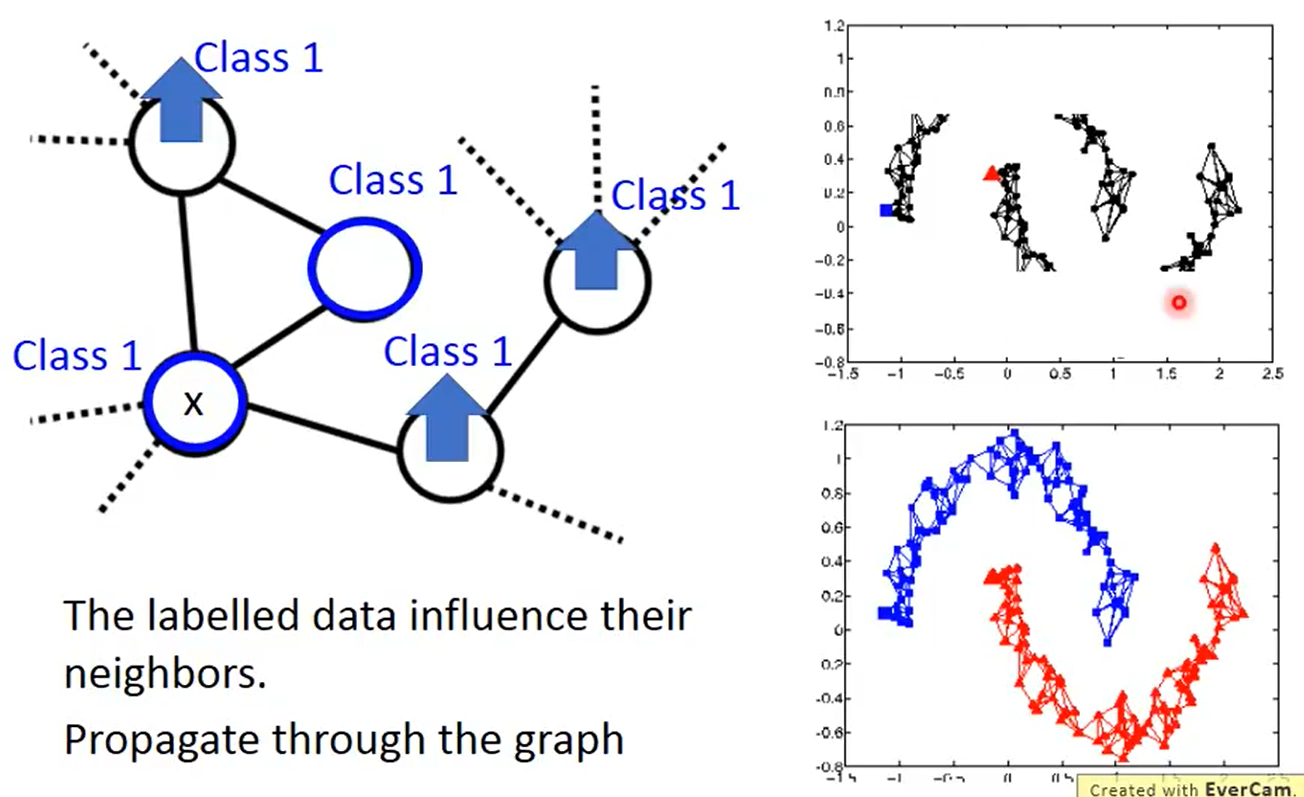 Class 1
Class 1
Class 1
Class 1
Class 1
x
The labelled data influence their
neighbors.
Propagate through the graph
1.2
1
0.8
0.6
0.4
0.2
0
-0.2
-0.4
-0.6
-0.8
-1.5 -1 -0.5 0 0.5 1 1.5 2 2.5
1.2
1
0.8
0.6
0.4
0.2
0
0.2
-0.4
-0.6
-0.8
-1 0 1 2
Created with EverCam.